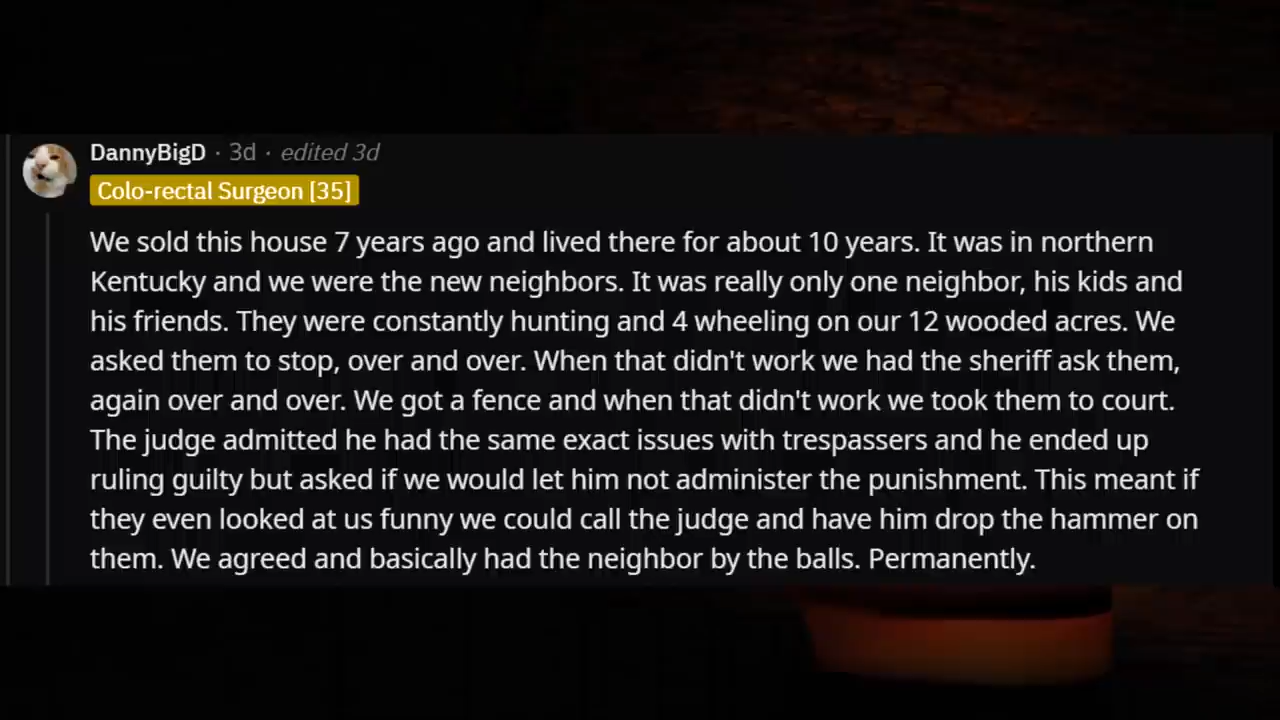 DannyBigD · 3d · edited 3d
Colo-rectal Surgeon [35]
We sold this house 7 years ago and lived there for about 10 years. It was in northern
Kentucky and we were the new neighbors. It was really only one neighbor, his kids and
his friends. They were constantly hunting and 4 wheeling on our 12 wooded acres. We
asked them to stop, over and over. When that didn't work we had the sheriff ask them,
again over and over. We got a fence and when that didn't work we took them to court.
The judge admitted he had the same exact issues with trespassers and he ended up
ruling guilty but asked if we would let him not administer the punishment. This meant if
they even looked at us funny we could call the judge and have him drop the hammer on
them. We agreed and basically had the neighbor by the balls. Permanently.